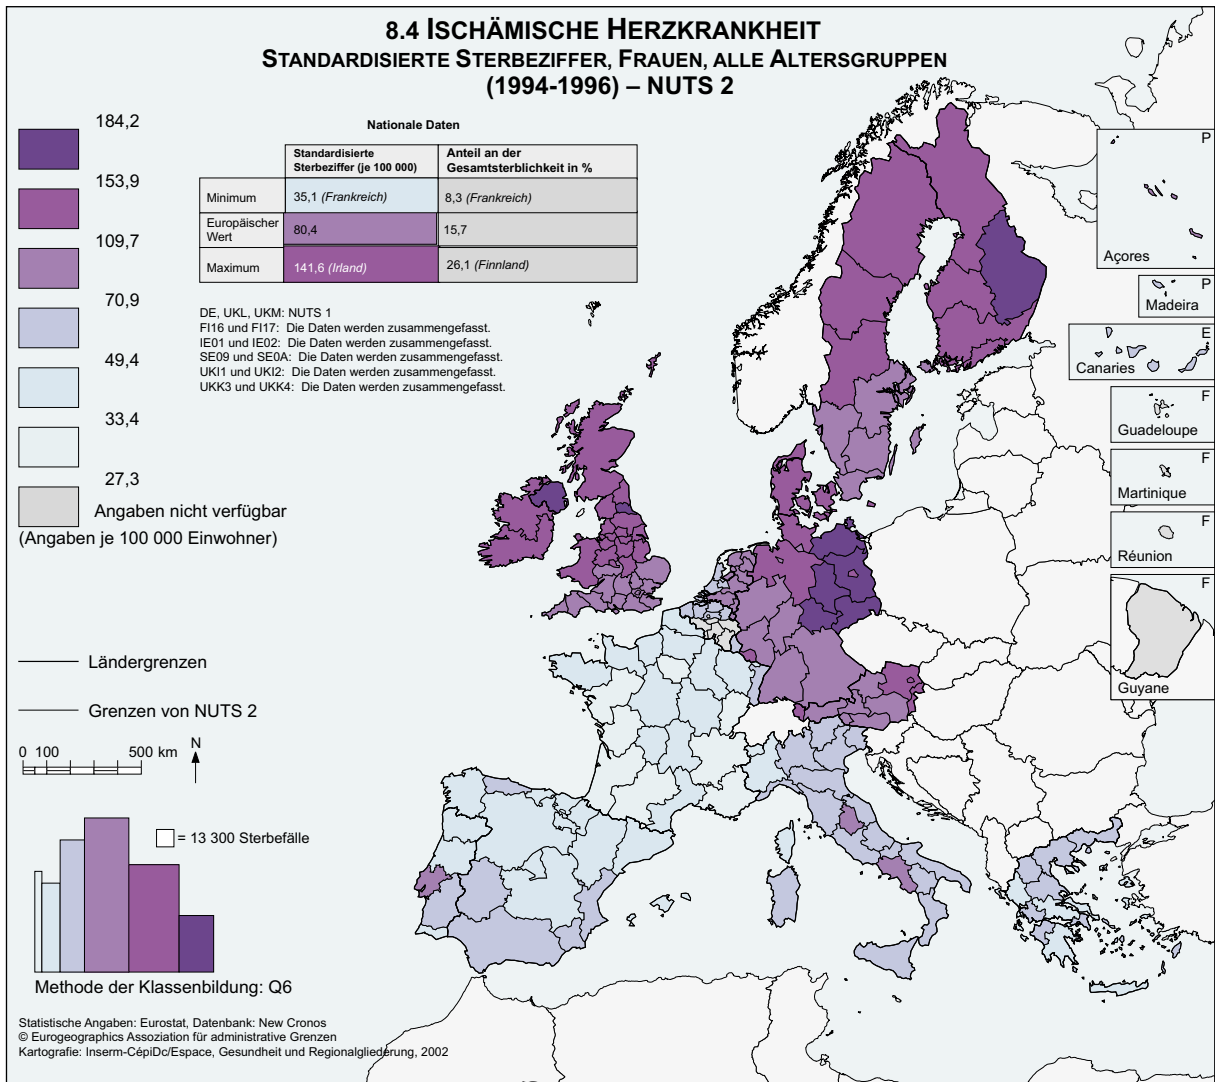 8.4 ISCHÄMISCHE HERZKRANKHEIT
STANDARDISIERTE STERBEZIFFER, FRAUEN, ALLE ALTERSGRUPPEN
(1994-1996) – NUTS 2
184,2
153,9
109,7
70,9
49,4
33,4
27,3
Angaben nicht verfügbar
(Angaben je 100 000 Einwohner)
Nationale Daten
Standardisierte Sterbeziffer (je 100 000)
Anteil an der Gesamtsterblichkeit in %
Minimum 35,1 (Frankreich) 8,3 (Frankreich)
Europäischer Wert 80,4 15,7
Maximum 141,6 (Irland) 26,1 (Finnland)
DE, UKL, UKM: NUTS 1
FI16 und FI17: Die Daten werden zusammengefasst.
IE01 und IE02: Die Daten werden zusammengefasst.
SE09 und SE0A: Die Daten werden zusammengefasst.
UKI1 und UKI2: Die Daten werden zusammengefasst.
UKK3 und UKK4: Die Daten werden zusammengefasst.
P
Açores
P
Madeira
E
Canaries
F
Guadeloupe
F
Martinique
F
Réunion
F
Guyane
Ländergrenzen
Grenzen von NUTS 2
0 100 500 km
N
= 13 300 Sterbefälle
Methode der Klassenbildung: Q6
Statistische Angaben: Eurostat, Datenbank: New Cronos
© Eurogeographics Assoziation für administrative Grenzen
Kartografie: Inserm-CépiDc/Espace, Gesundheit und Regionalgliederung, 2002